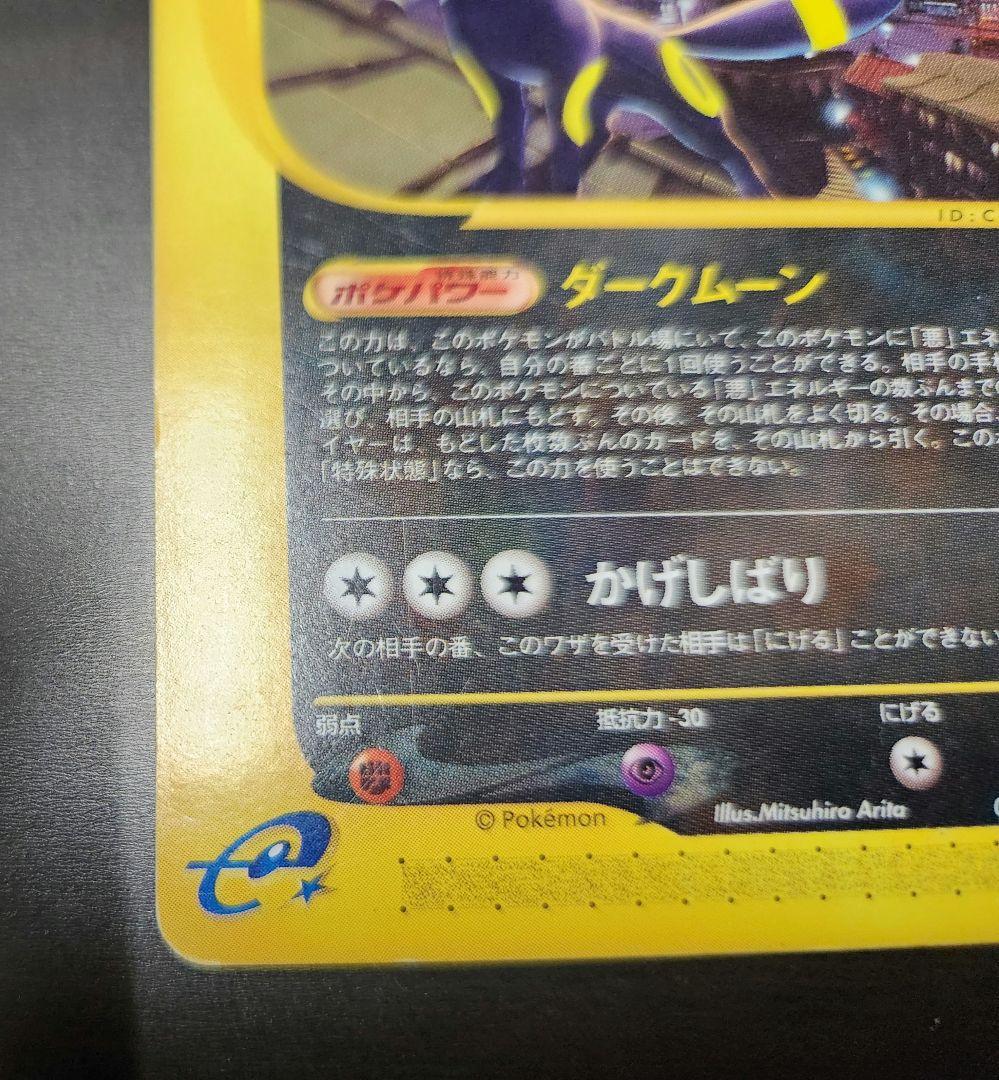 ID:C
特殊能力
ポケパワー ダークムーン
この力は、このポケモンがバトル場にいて、このポケモンに「悪」エネ
ついているなら、自分の番ごとに1回使うことができる。相手の手
その中から、このポケモンについている「悪」エネルギーの数ぶんまで
選び、相手の山札にもどす。その後、その山札をよく切る。その場合、
イヤーは、もどした枚数ぶんのカードを、その山札から引く。この
「特殊状態」なら、この力を使うことはできない。
かげしばり
次の相手の番、このワザを受けた相手は「にげる」ことができない
弱点 抵抗力 -30 にげる
© Pokémon Illus.Mitsuhiro Arita
e